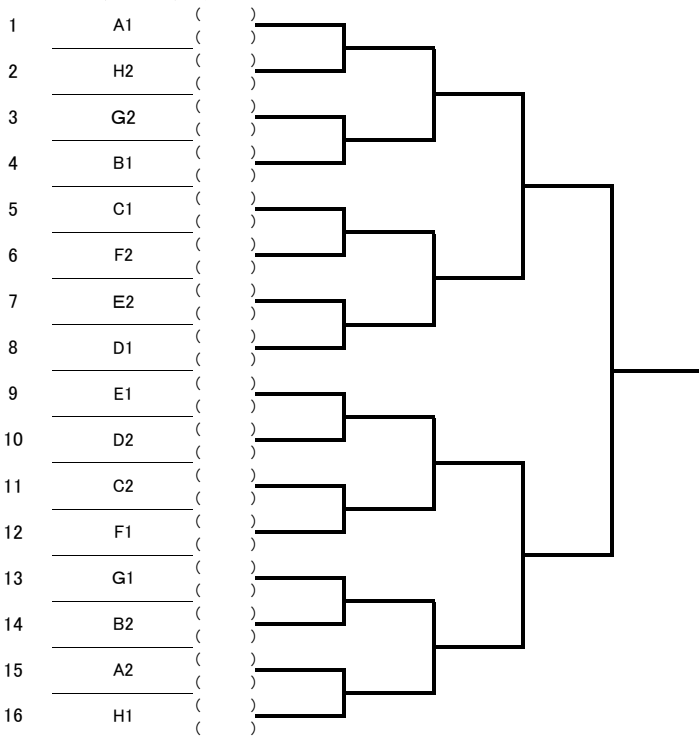 1 A1 ( )
( )
2 H2 ( )
( )
3 G2 ( )
( )
4 B1 ( )
( )
5 C1 ( )
( )
6 F2 ( )
( )
7 E2 ( )
( )
8 D1 ( )
( )
9 E1 ( )
( )
10 D2 ( )
( )
11 C2 ( )
( )
12 F1 ( )
( )
13 G1 ( )
( )
14 B2 ( )
( )
15 A2 ( )
( )
16 H1 ( )
( )